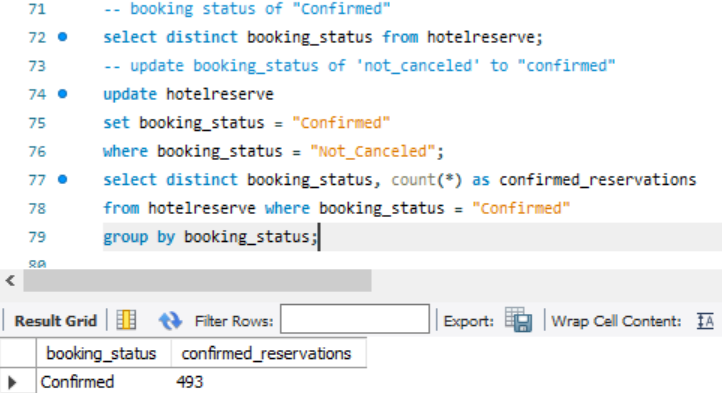 71 -- booking status of "Confirmed"
72 select distinct booking_status from hotelreserve;
73 -- update booking_status of 'not_canceled' to "confirmed"
74 update hotelreserve
75 set booking_status = "Confirmed"
76 where booking_status = "Not_Canceled";
77 select distinct booking_status, count(*) as confirmed_reservations
78 from hotelreserve where booking_status = "Confirmed"
79 group by booking_status;
80
Result Grid Filter Rows: Export: Wrap Cell Content: IA
booking_status confirmed_reservations
Confirmed 493